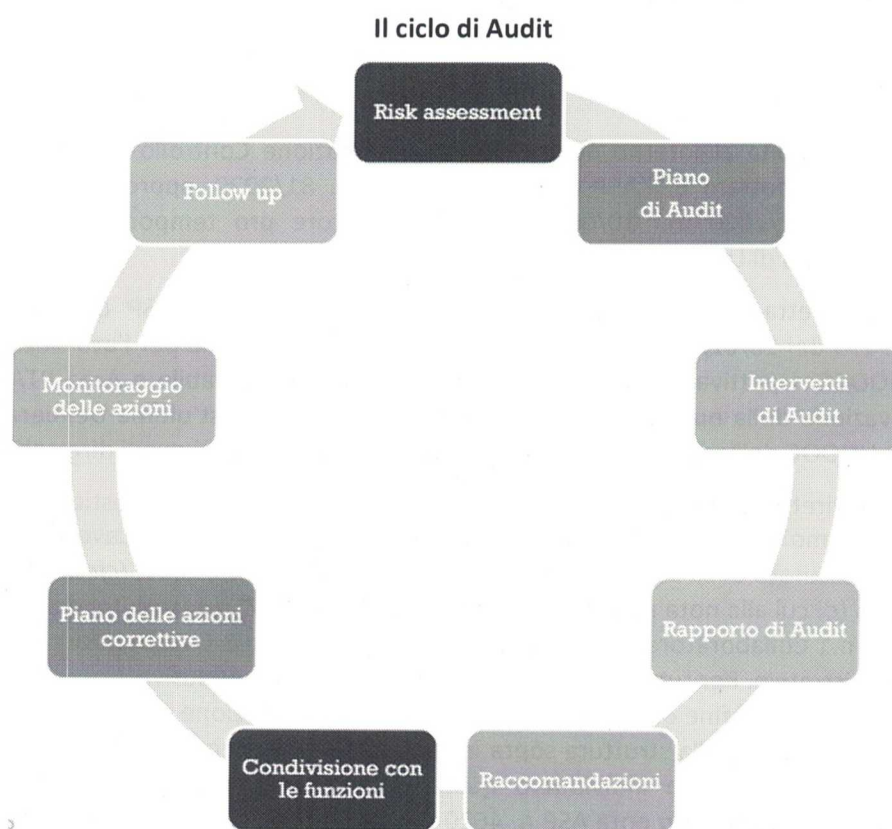 Il ciclo di Audit
Risk assessment
Piano
di Audit
Interventi
di Audit
Rapporto di Audit
Raccomandazioni
Condivisione con
le funzioni
Piano delle azioni
correttive
Monitoraggio
delle azioni
Follow up